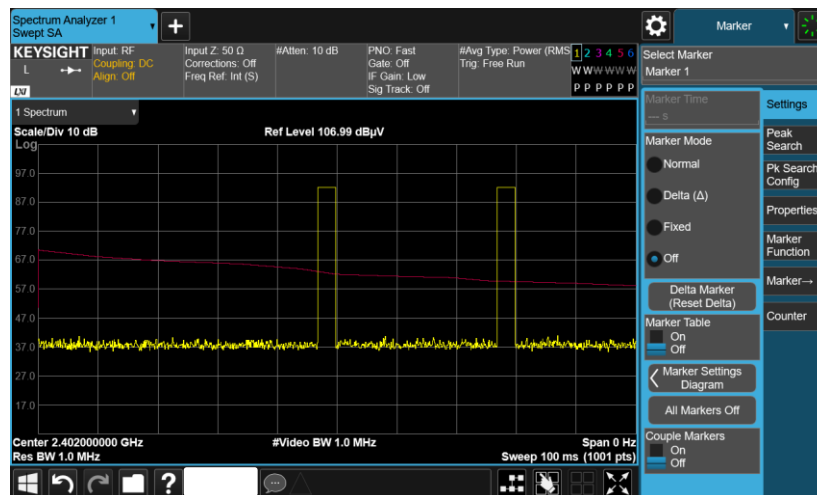 Spectrum Analyzer 1
Swept SA
+
Marker
KEYSIGHT
L
LXI
Input: RF
Coupling: DC
Align: Off
Input Z: 50 Ω
Corrections: Off
Freq Ref: Int (S)
#Atten: 10 dB
PNO: Fast
Gate: Off
IF Gain: Low
Sig Track: Off
#Avg Type: Power (RMS
Trig: Free Run
1 2 3 4 5 6
W W W W W W
P P P P P P
Select Marker
Marker 1
1 Spectrum
Scale/Div 10 dB
Ref Level 106.99 dBµV
Log
97.0
87.0
77.0
67.0
57.0
47.0
37.0
27.0
17.0
Center 2.402000000 GHz
#Video BW 1.0 MHz
Span 0 Hz
Res BW 1.0 MHz
Sweep 100 ms (1001 pts)
?
Marker Time
--- s
Marker Mode
Normal
Delta (Δ)
Fixed
Off
Delta Marker
(Reset Delta)
Marker Table
On
Off
Marker Settings
Diagram
All Markers Off
Couple Markers
On
Off
Settings
Peak
Search
Pk Search
Config
Properties
Marker
Function
Marker→
Counter